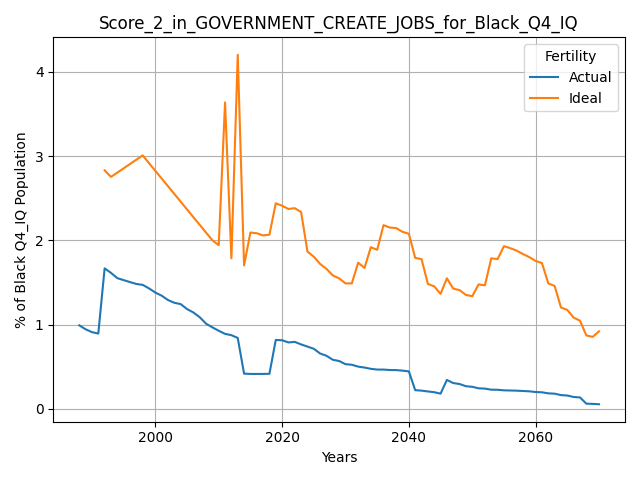 Score_2_in_GOVERNMENT_CREATE_JOBS_for_Black_Q4_IQ
Fertility
Actual
Ideal
% of Black Q4_IQ Population
4
3
2
1
0
2000
2020
2040
2060
Years